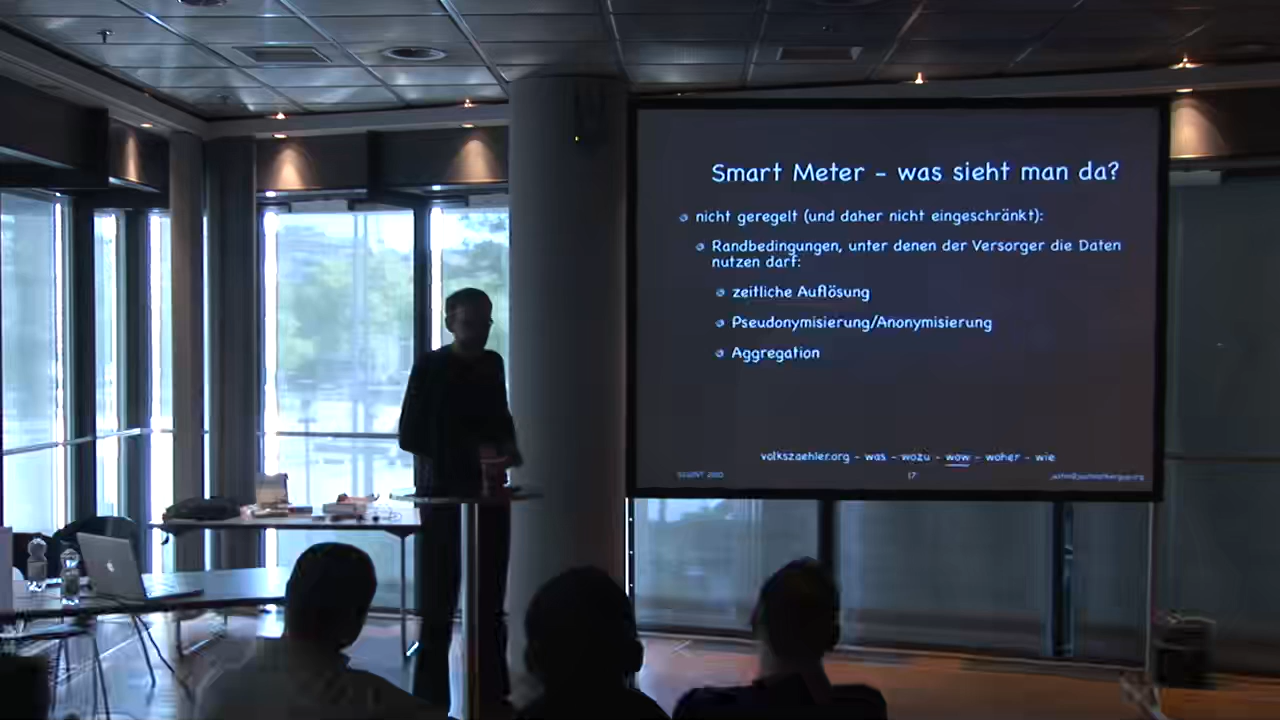 Smart Meter - was sieht man da?
nicht geregelt (und daher nicht eingeschränkt):
Randbedingungen, unter denen der Versorger die Daten
nutzen darf:
zeitliche Auflösung
Pseudonymisierung/Anonymisierung
Aggregation
volkszaehler.org - was - wozu - wow - woher - wie
17